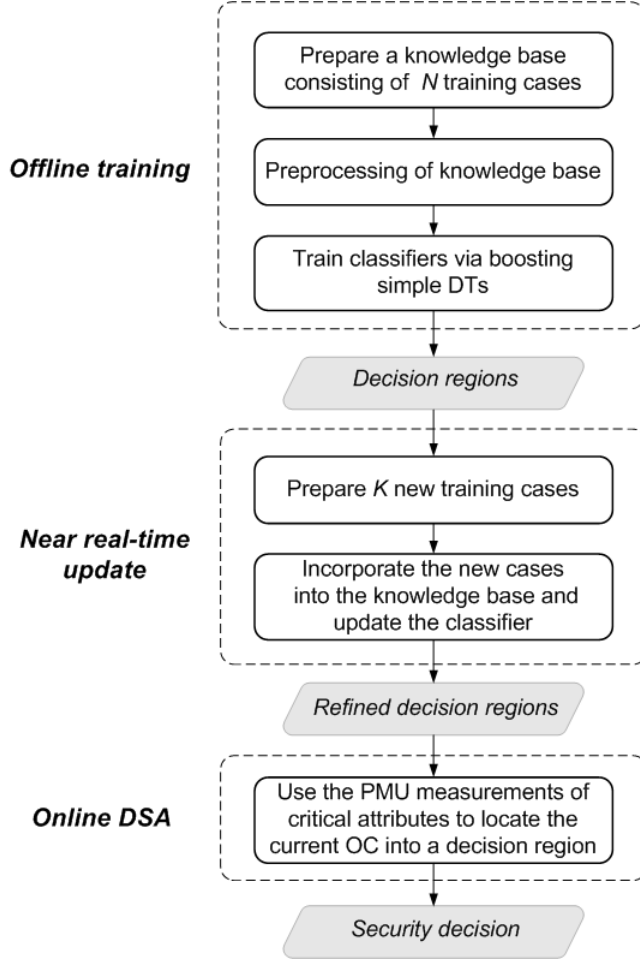 Prepare a knowledge base
consisting of N training cases
Offline training
Preprocessing of knowledge base
Train classifiers via boosting
simple DTs
Decision regions
Prepare K new training cases
Near real-time
update
Incorporate the new cases
into the knowledge base and
update the classifier
Refined decision regions
Online DSA
Use the PMU measurements of
critical attributes to locate the
current OC into a decision region
Security decision